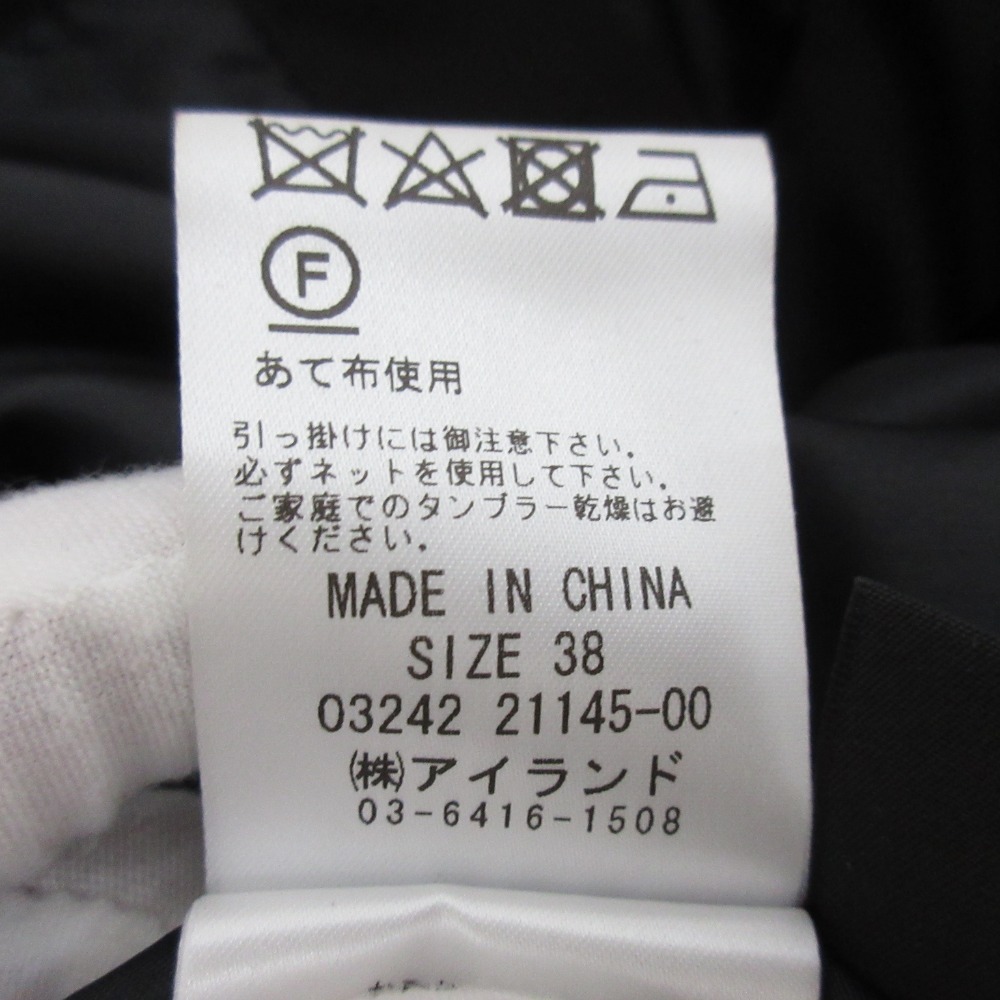 F
あて布使用
引っ掛けには御注意下さい。
必ずネットを使用して下さい。
ご家庭でのタンブラー乾燥はお避
けください。
MADE IN CHINA
SIZE 38
03242 21145-00
㈱アイランド
03-6416-1508